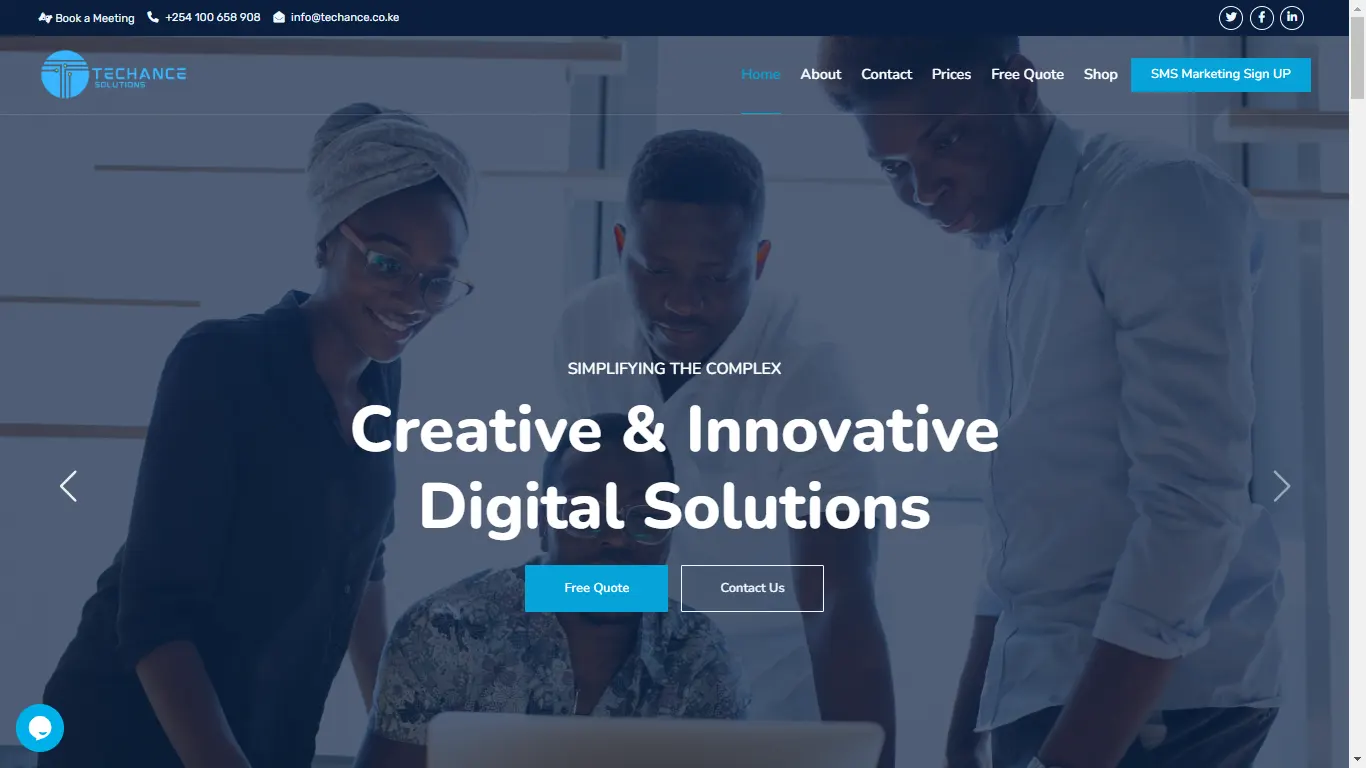 Book a Meeting +254 100 658 908 info@techance.co.ke
TECHANCE
SOLUTIONS
Home About Contact Prices Free Quote Shop SMS Marketing Sign UP
SIMPLIFYING THE COMPLEX
Creative & Innovative
Digital Solutions
Free Quote Contact Us